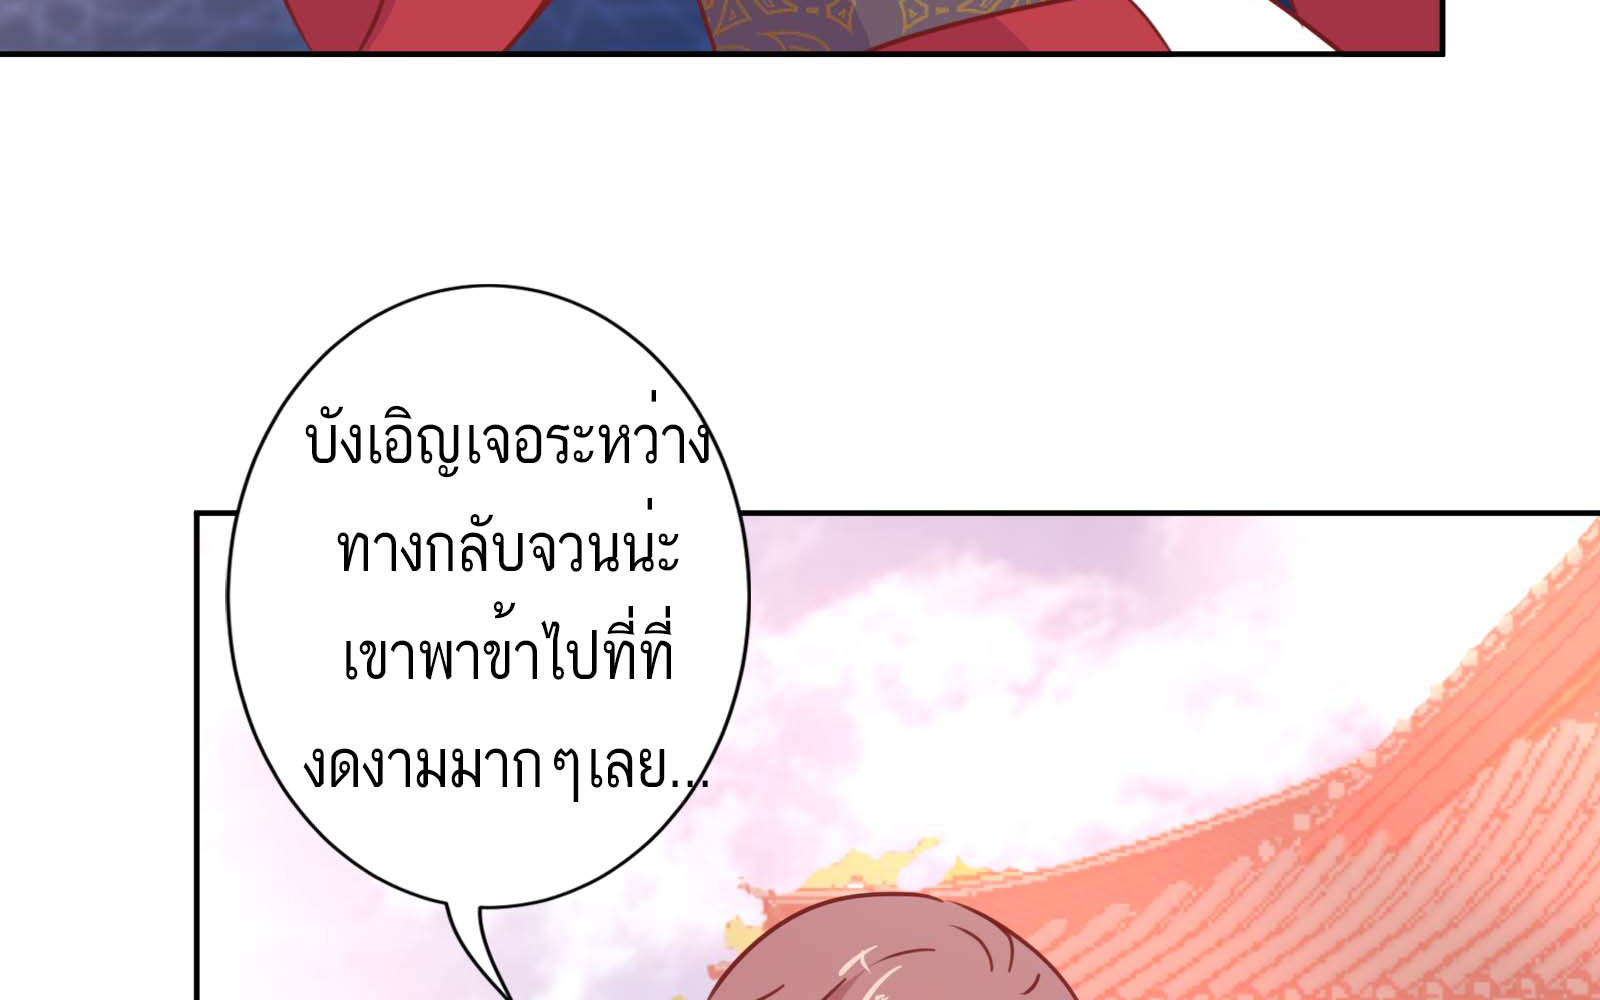 บังเอิญเจอระหว่าง
ทางกลับจวนน่ะ
เขาพาข้าไปที่ที่
งดงามมากๆเลย...